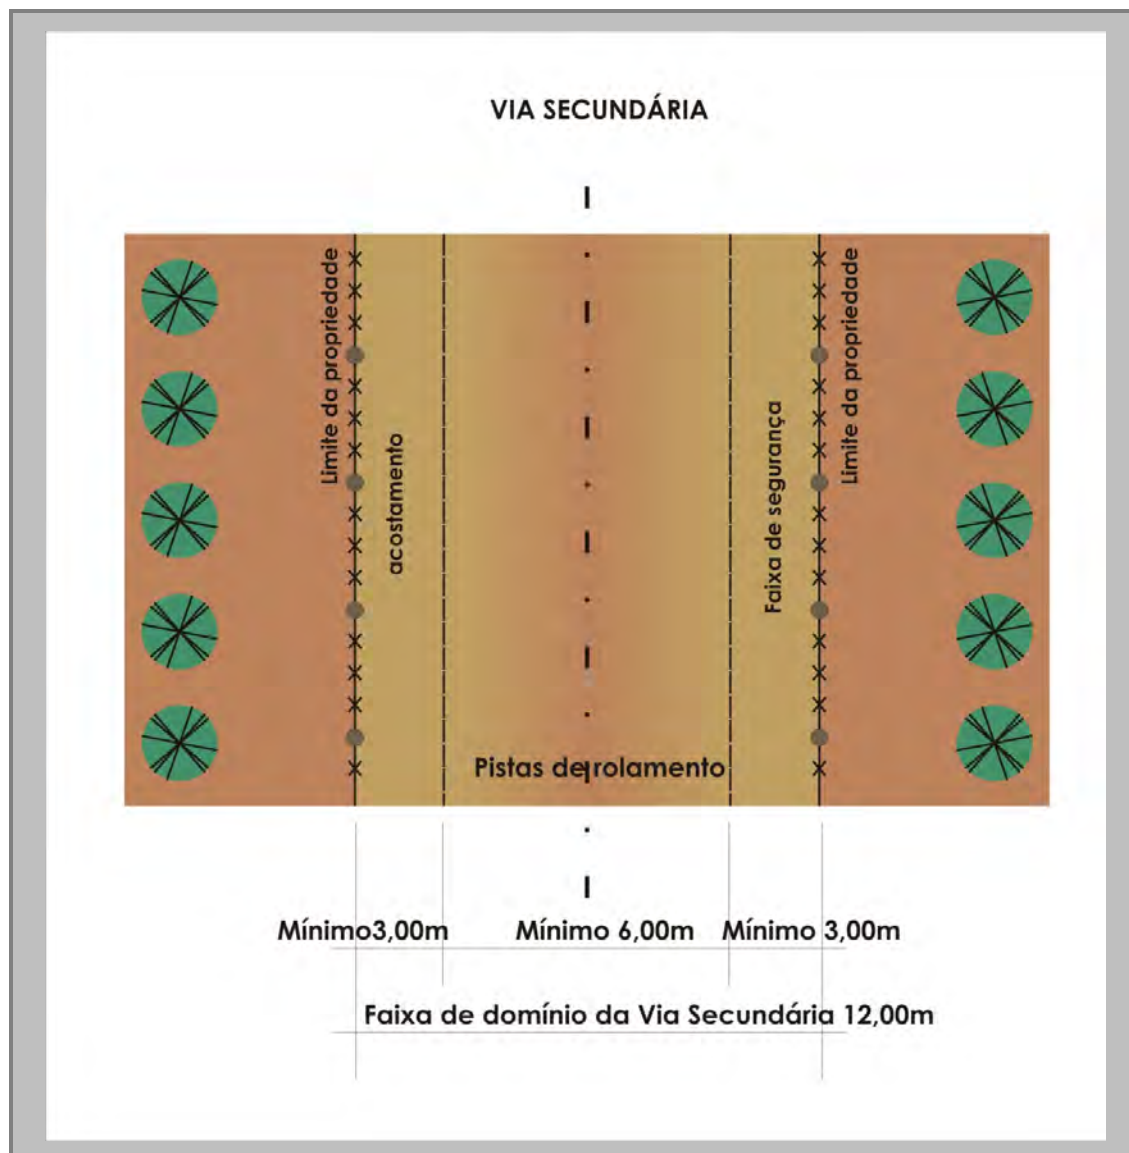 VIA SECUNDÁRIA
Limite da propriedade
acostamento
Faixa de segurança
Limite da propriedade
Pistas de rolamento
Mínimo3,00m
Mínimo 6,00m
Mínimo 3,00m
Faixa de domínio da Via Secundária 12,00m